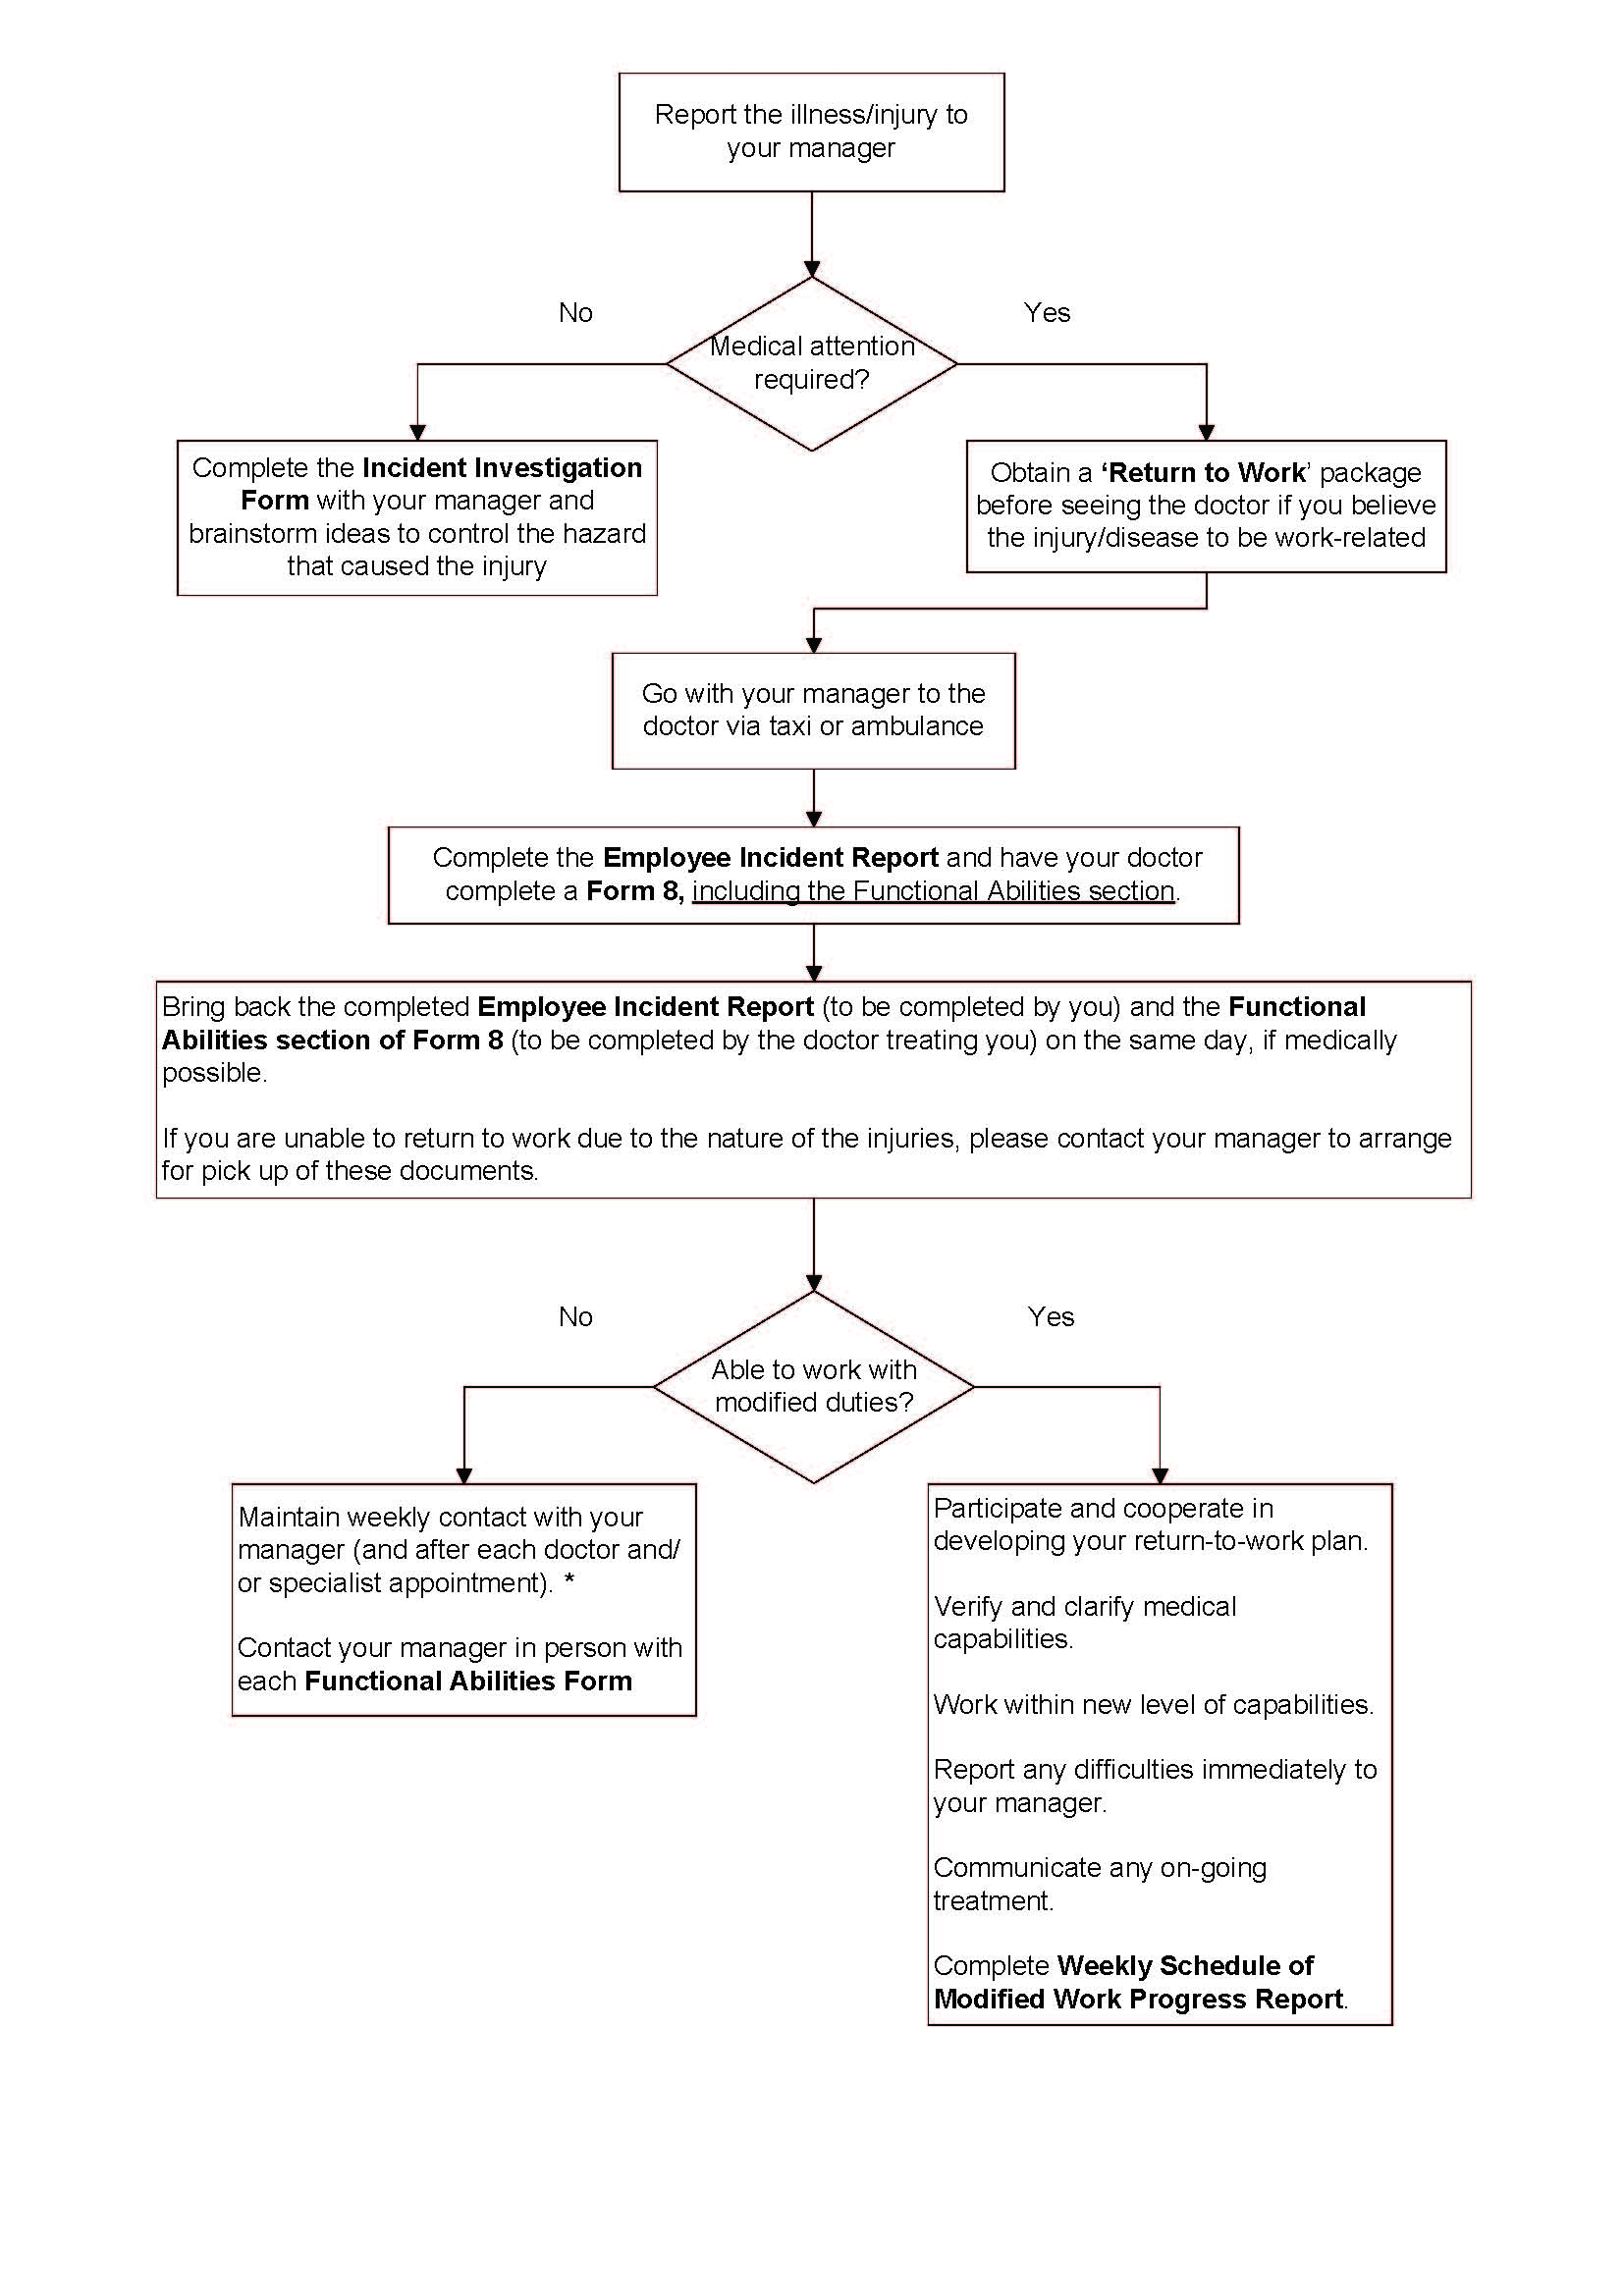 Report the illness/injury to
your manager
No
Yes
Medical attention
required?
Complete the Incident Investigation
Form with your manager and
brainstorm ideas to control the hazard
that caused the injury
Obtain a ‘Return to Work’ package
before seeing the doctor if you believe
the injury/disease to be work-related
Go with your manager to the
doctor via taxi or ambulance
Complete the Employee Incident Report and have your doctor
complete a Form 8, including the Functional Abilities section.
Bring back the completed Employee Incident Report (to be completed by you) and the Functional
Abilities section of Form 8 (to be completed by the doctor treating you) on the same day, if medically
possible.
If you are unable to return to work due to the nature of the injuries, please contact your manager to arrange
for pick up of these documents.
No
Yes
Able to work with
modified duties?
Maintain weekly contact with your
manager (and after each doctor and/
or specialist appointment). *
Contact your manager in person with
each Functional Abilities Form
Participate and cooperate in
developing your return-to-work plan.
Verify and clarify medical
capabilities.
Work within new level of capabilities.
Report any difficulties immediately to
your manager.
Communicate any on-going
treatment.
Complete Weekly Schedule of
Modified Work Progress Report.